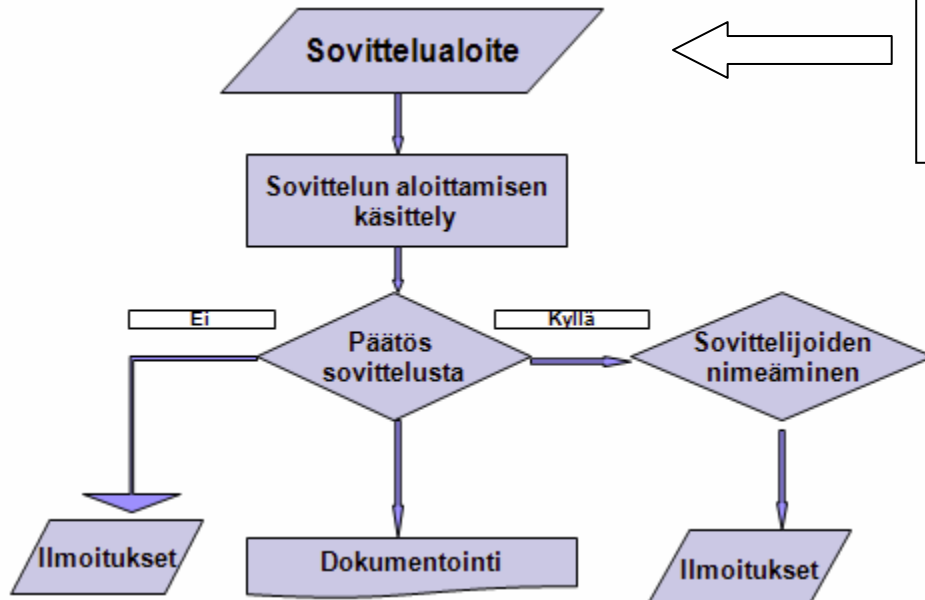 Sovittelualoite
Sovittelun aloittamisen
käsittely
Ei
Kyllä
Päätös
sovittelusta
Sovittelijoiden
nimeäminen
Ilmoitukset
Dokumentointi
Ilmoitukset